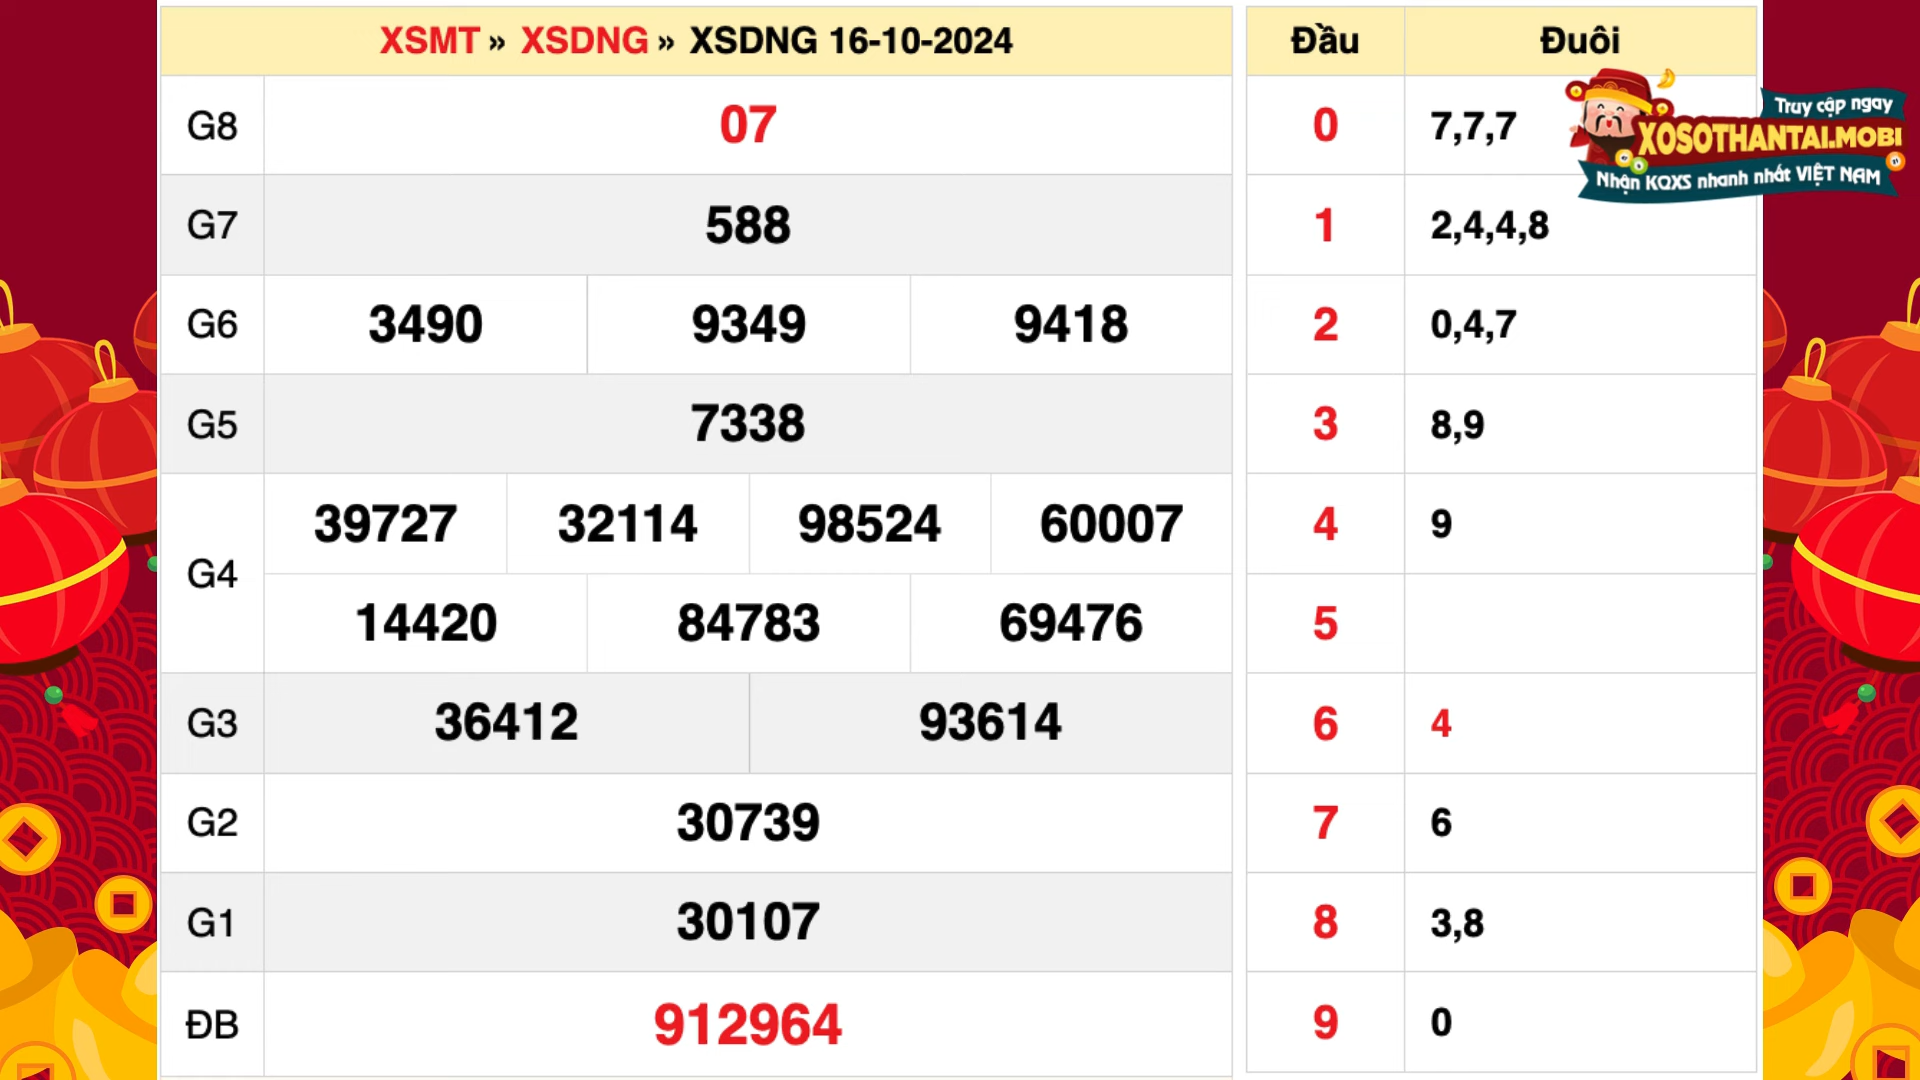 XSMT » XSDNG » XSDNG 16-10-2024
G8 07
G7 588
G6 3490 9349 9418
G5 7338
G4 39727 32114 98524 60007
14420 84783 69476
G3 36412 93614
G2 30739
G1 30107
ĐB 912964
Đầu Đuôi
0 7,7,7
1 2,4,4,8
2 0,4,7
3 8,9
4 9
5
6 4
7 6
8 3,8
9 0
Truy cập ngay
XOSOTHANTAI.MOBI
Nhận KQXS nhanh nhất VIỆT NAM